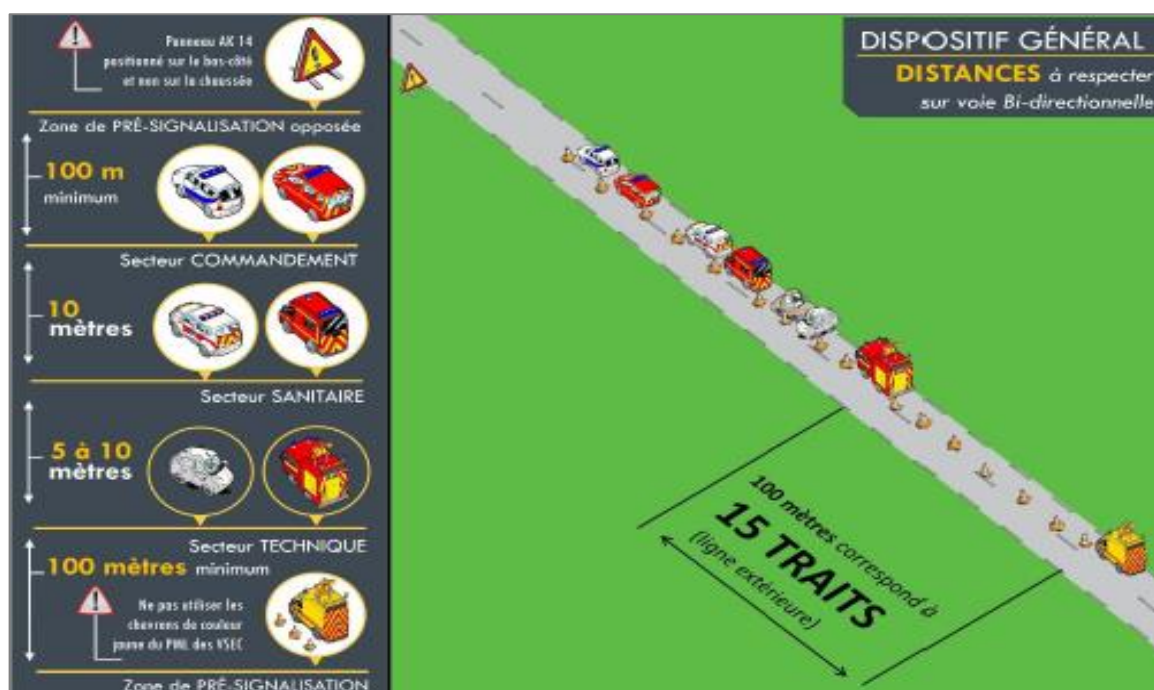 Panneau AK 14
positionné sur le bas-côté
et non sur la chaussée
Zone de PRÉ-SIGNALISATION opposée
100 m
minimum
Secteur COMMANDEMENT
10
mètres
Secteur SANITAIRE
5 à 10
mètres
Secteur TECHNIQUE
100 mètres minimum
Ne pas utiliser les
chevrons de couleur
jaune du PML des VSEC
Zone de PRÉ-SIGNALISATION
DISPOSITIF GÉNÉRAL
DISTANCES à respecter
sur voie Bi-directionnelle
100 mètres correspond à
15 TRAITS
(ligne extérieure)